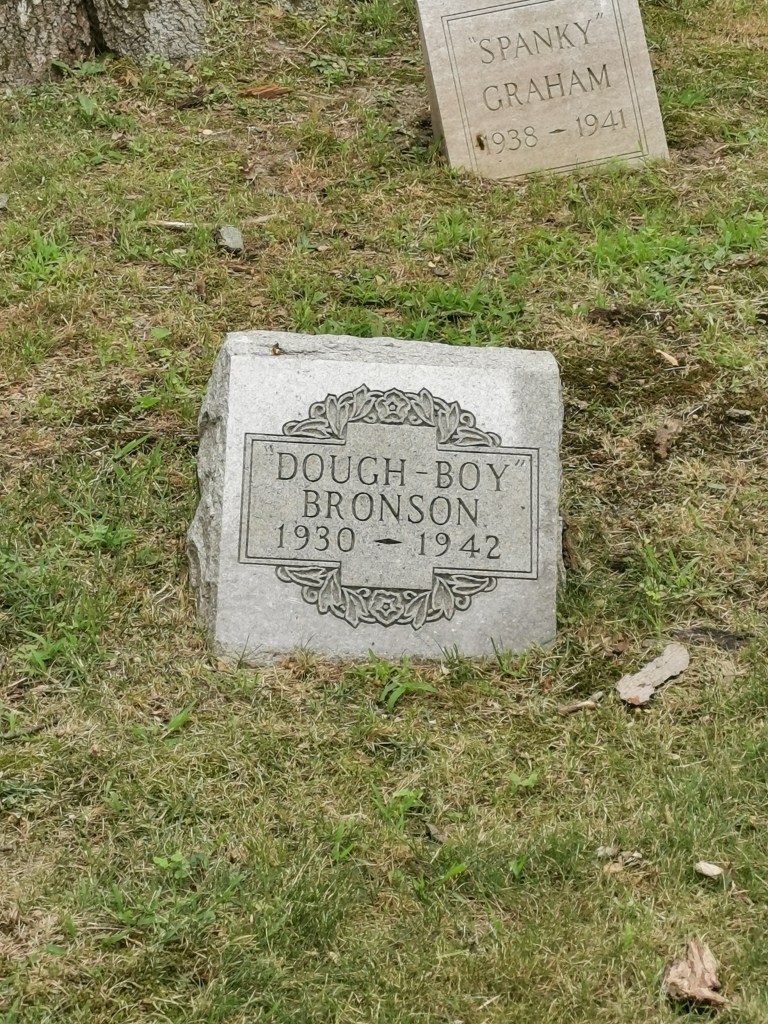 "SPANKY"
GRAHAM
1938 - 1941
"DOUGH-BOY"
BRONSON
1930 - 1942